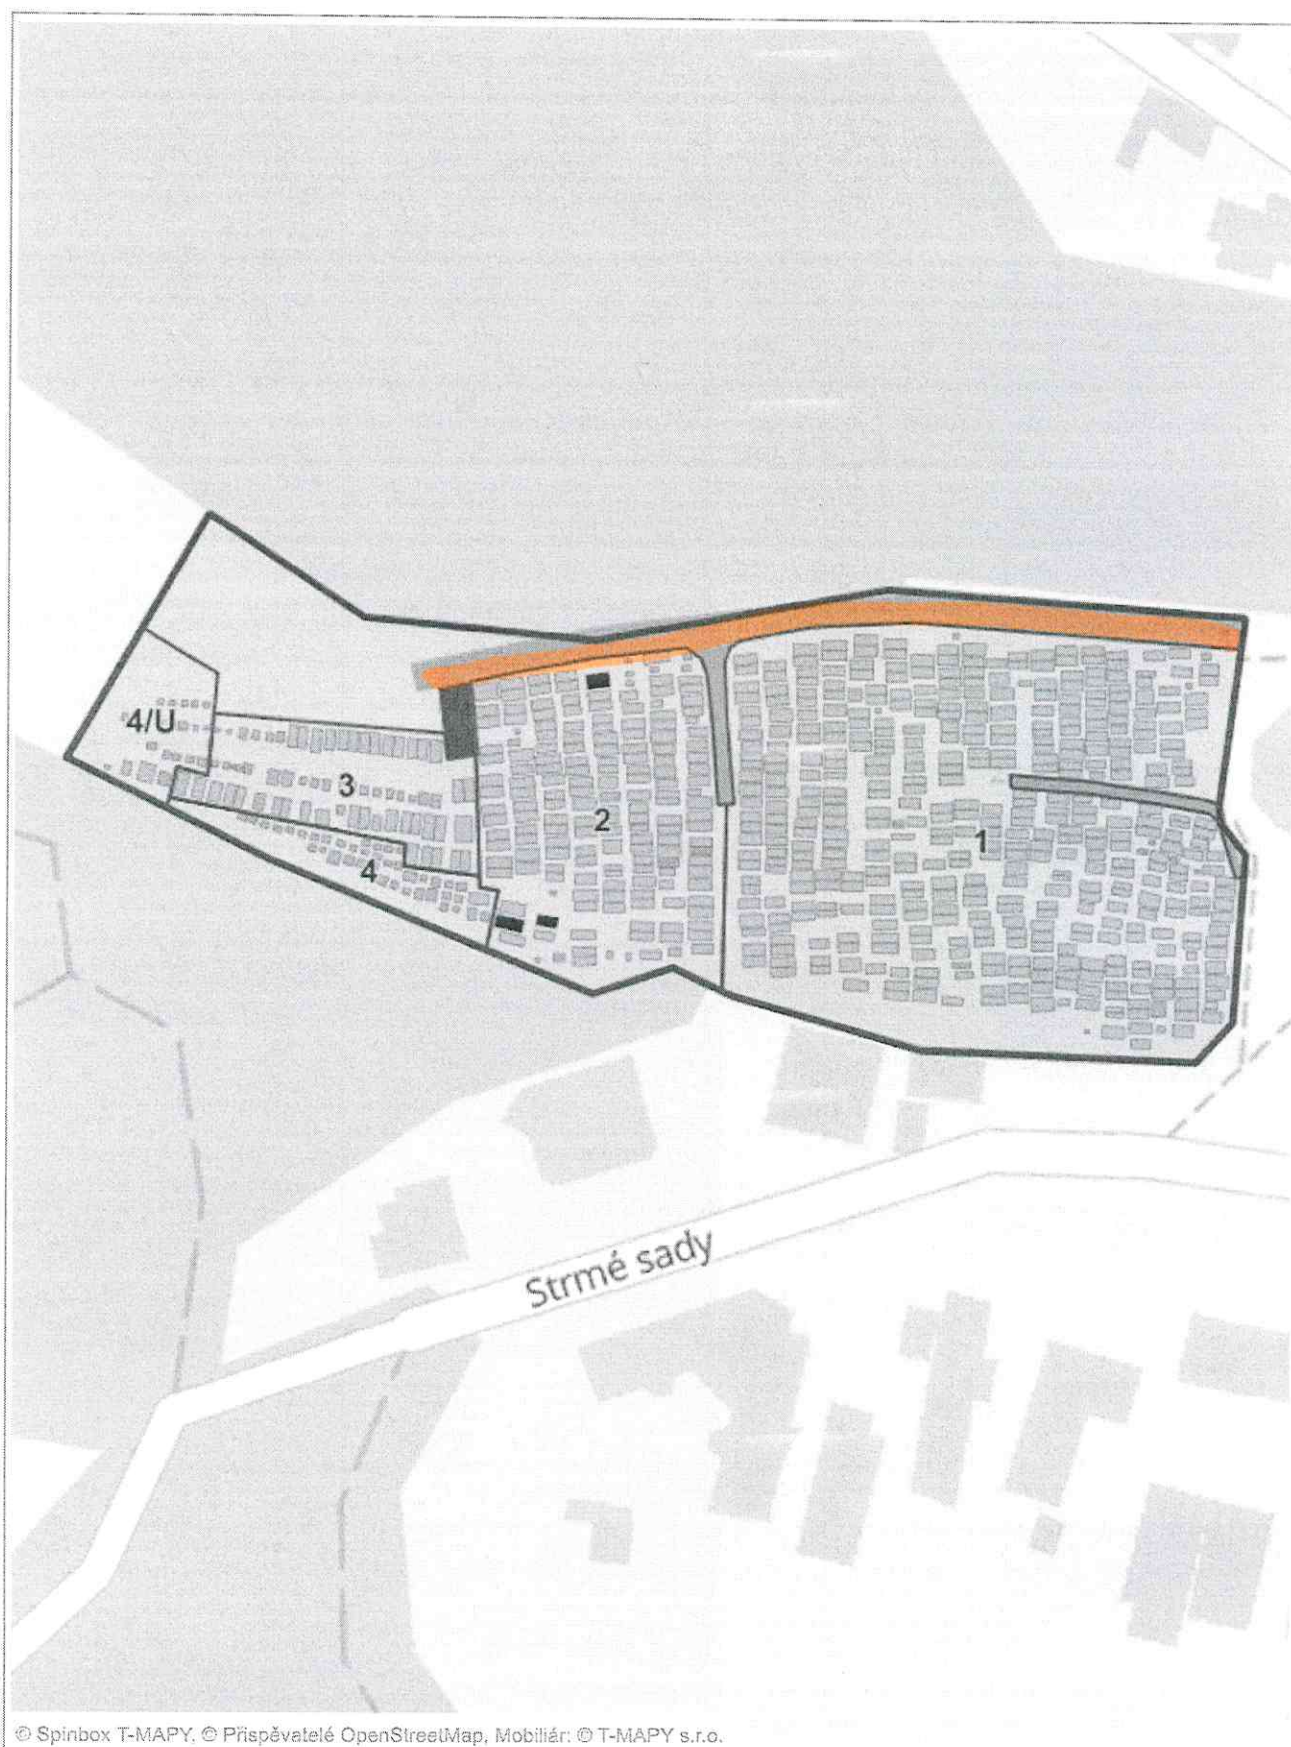 4/U
3
2
1
4
Strmé sady
© Spinbox T-MAPY, © Přispěvatelé OpenStreetMap, Mobiliář: © T-MAPY s.r.o.